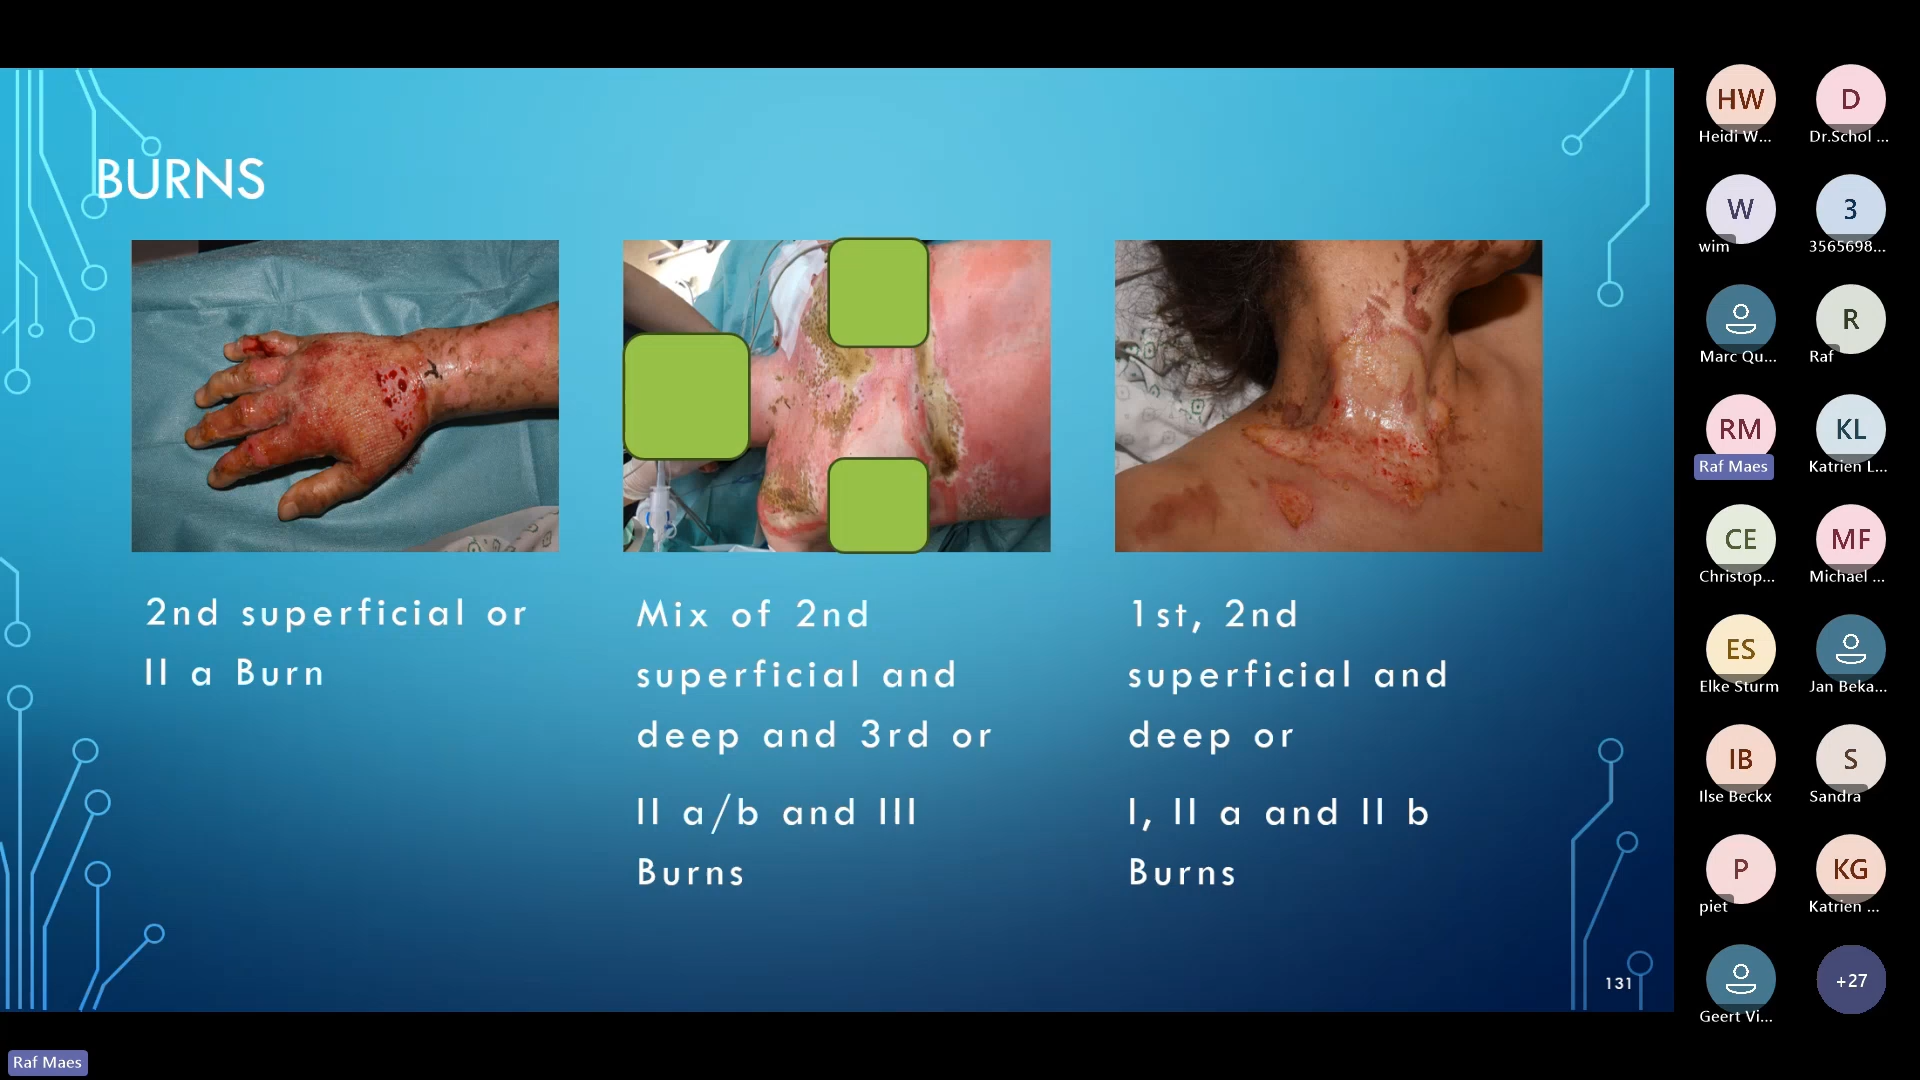 BURNS
2nd superficial or
II a Burn
Mix of 2nd
superficial and
deep and 3rd or
II a/b and III
Burns
1st, 2nd
superficial and
deep or
I, II a and II b
Burns
131
HW
Heidi W...
D
Dr.Schol ...
W
wim
3
3565698...
Marc Qu...
R
Raf
RM
Raf Maes
KL
Katrien L...
CE
Christop...
MF
Michael ...
ES
Elke Sturm
Jan Beka...
IB
Ilse Beckx
S
Sandra
P
piet
KG
Katrien ...
Geert Vi...
+27
Raf Maes